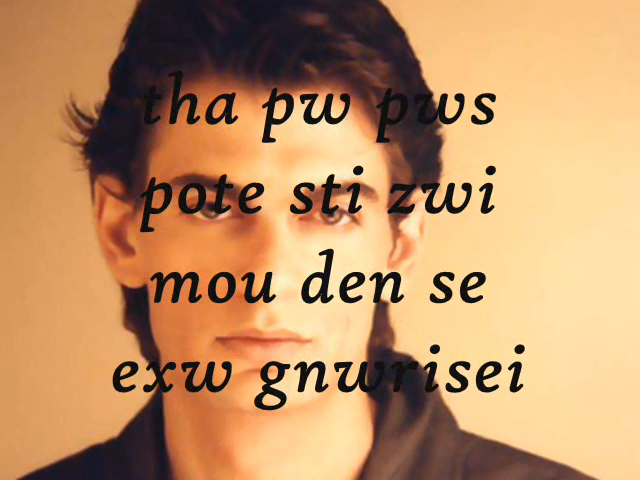 tha pw pws
pote sti zwi
mou den se
exw gnwrisei